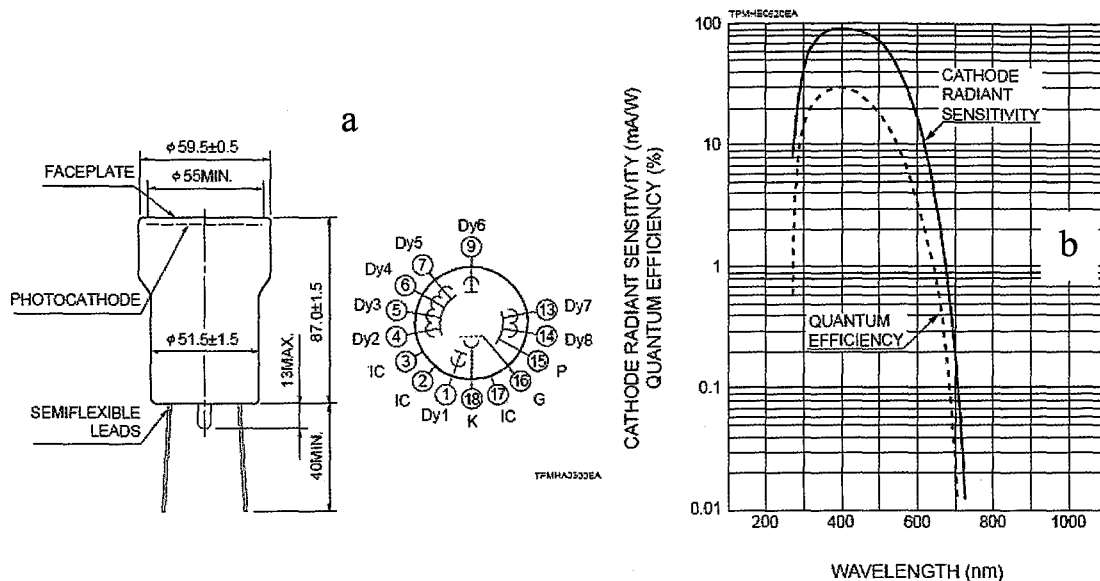 a
φ59.5±0.5
φ55MIN.
FACEPLATE
PHOTOCATHODE
φ51.5±1.5
13MAX.
87.0±1.5
SEMIFLEXIBLE
LEADS
40MIN.
Dy6
9
Dy5
7
Dy4
6
Dy3
5
Dy2
4
3
IC
2
IC
1
Dy1
18
K
17
IC
16
G
15
P
14
Dy8
13
Dy7
b
CATHODE RADIANT SENSITIVITY (mA/W)
QUANTUM EFFICIENCY (%)
100
10
1
0.1
0.01
CATHODE
RADIANT
SENSITIVITY
QUANTUM
EFFICIENCY
200 400 600 800 1000
WAVELENGTH (nm)